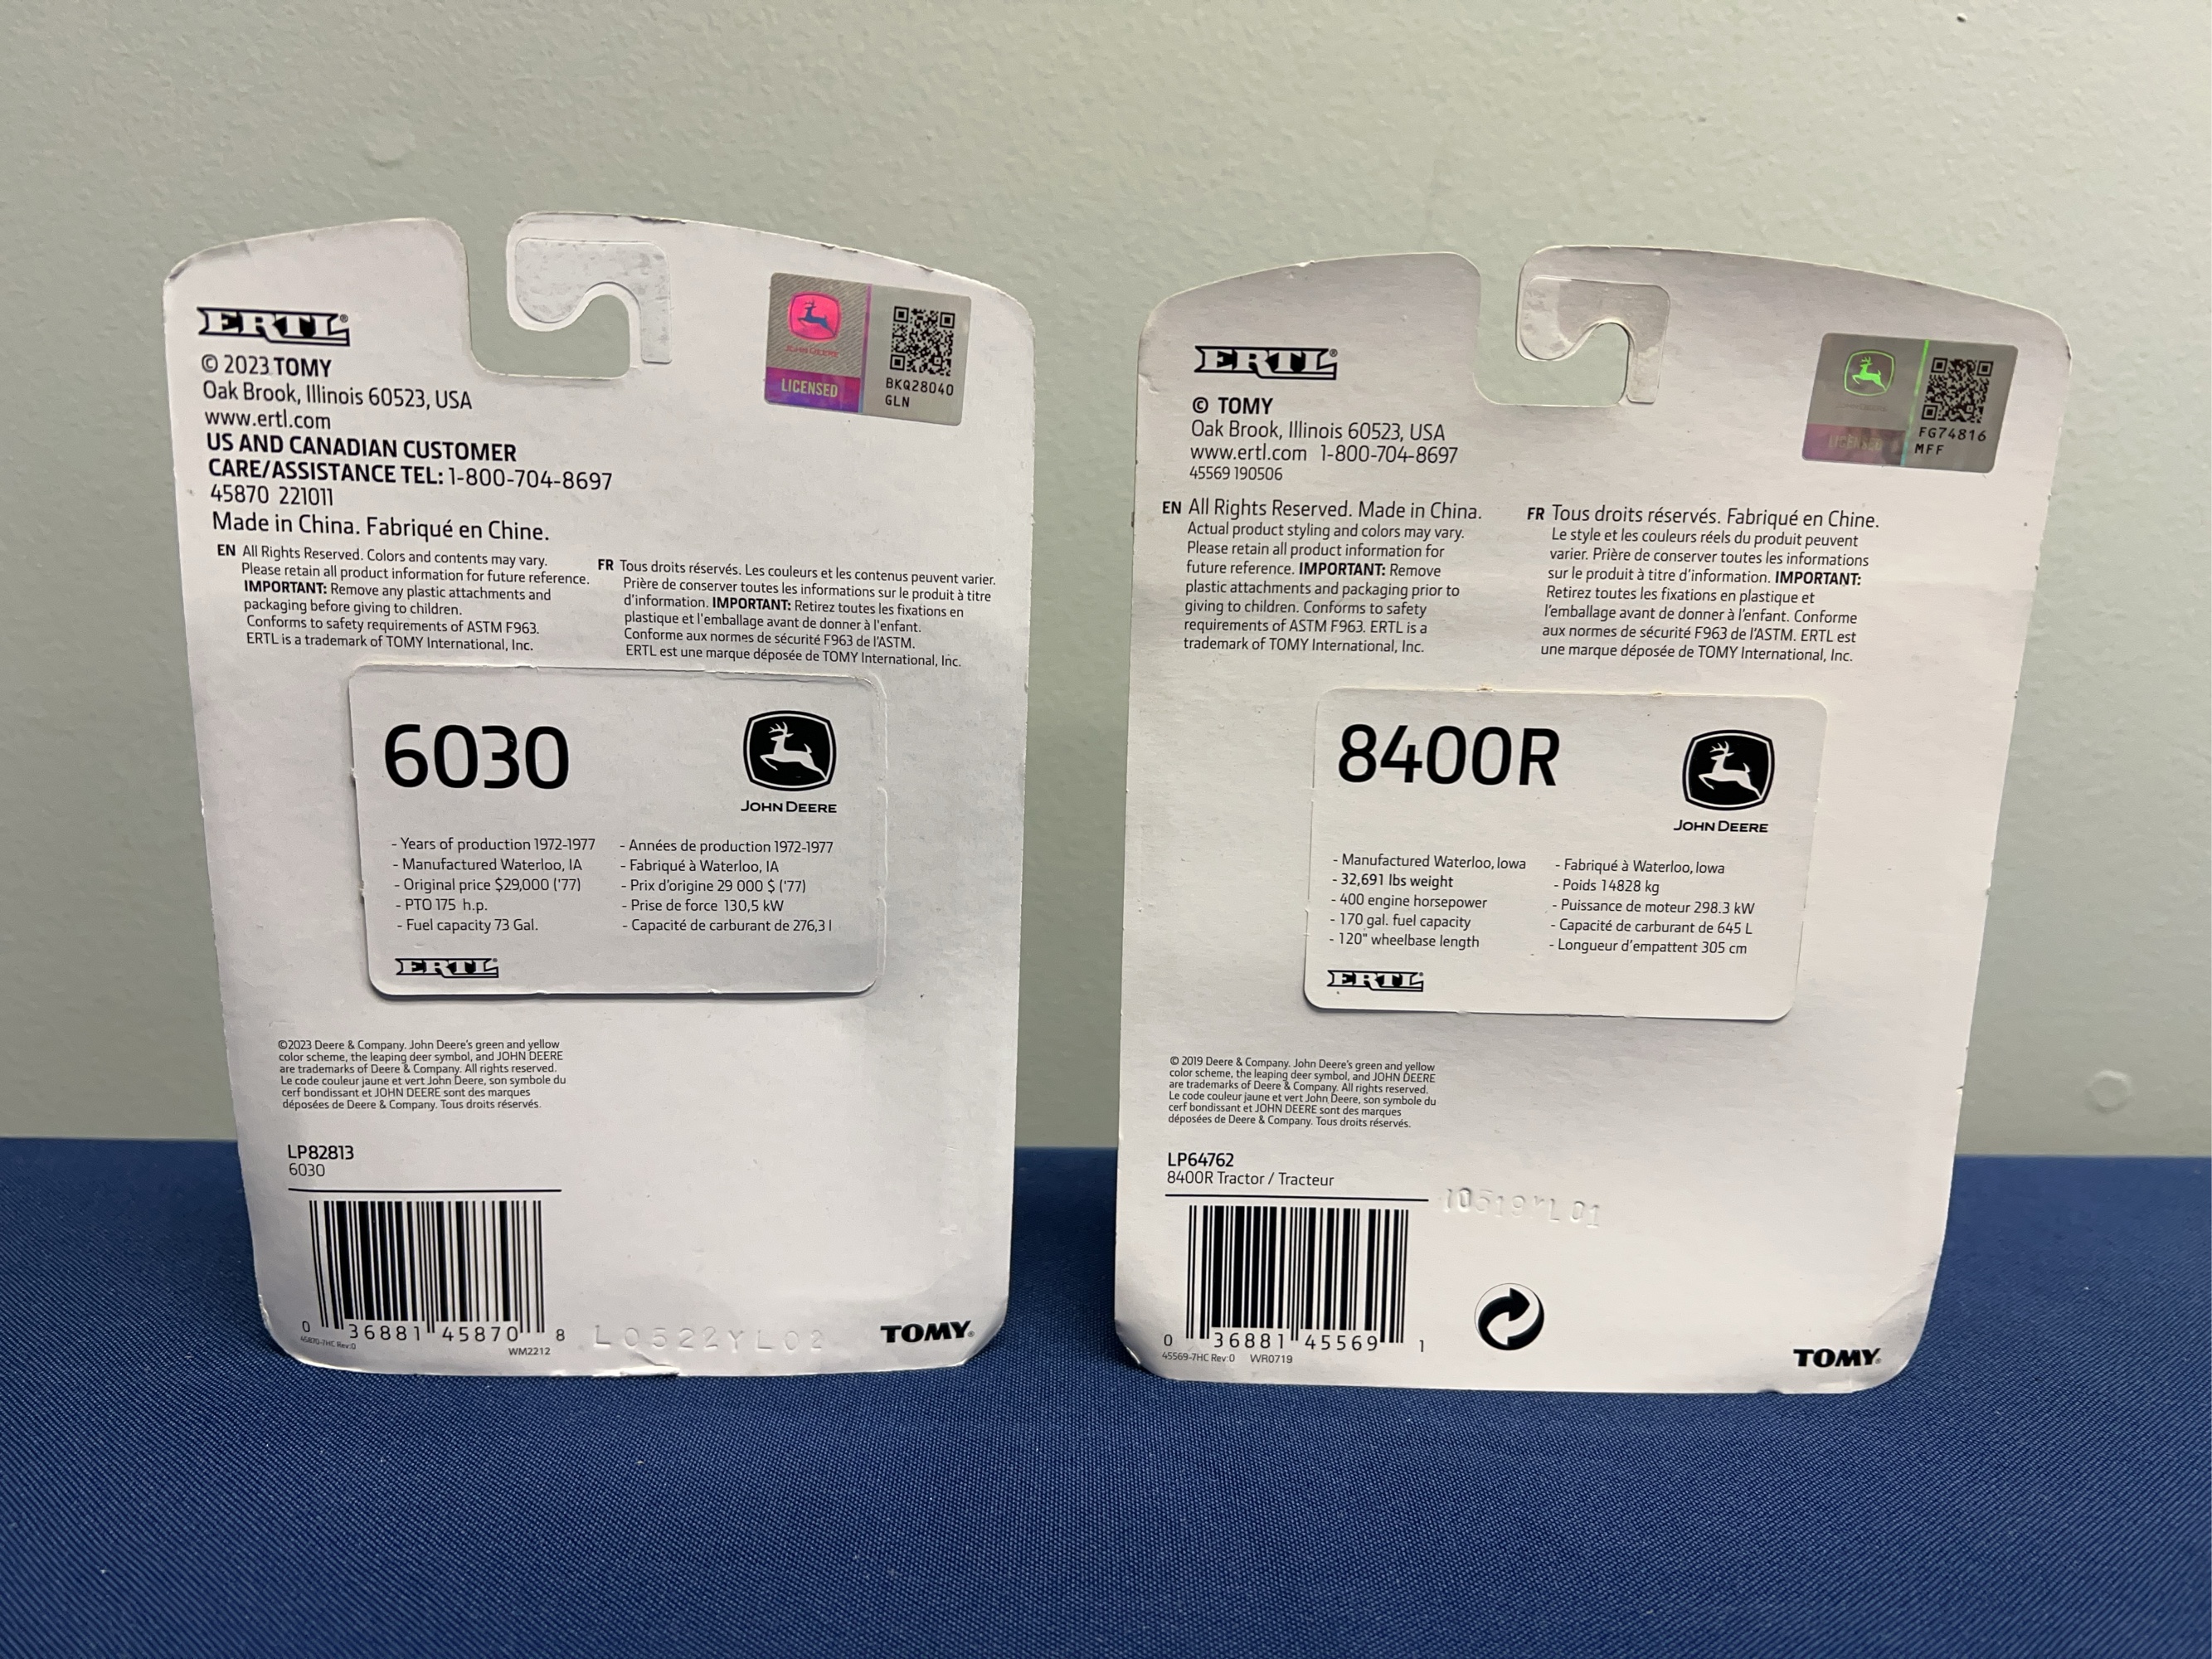 ERTL®
© 2023 TOMY
Oak Brook, Illinois 60523, USA
www.ertl.com
US AND CANADIAN CUSTOMER
CARE/ASSISTANCE TEL: 1-800-704-8697
45870 221011
Made in China. Fabriqué en Chine.
JOHN DEERE
LICENSED
BKQ28040
GLN
EN All Rights Reserved. Colors and contents may vary.
Please retain all product information for future reference.
IMPORTANT: Remove any plastic attachments and
packaging before giving to children.
Conforms to safety requirements of ASTM F963.
ERTL is a trademark of TOMY International, Inc.
FR Tous droits réservés. Les couleurs et les contenus peuvent varier.
Prière de conserver toutes les informations sur le produit à titre
d'information. IMPORTANT: Retirez toutes les fixations en
plastique et l'emballage avant de donner à l'enfant.
Conforme aux normes de sécurité F963 de l'ASTM.
ERTL est une marque déposée de TOMY International, Inc.
6030
JOHN DEERE
- Years of production 1972-1977
- Manufactured Waterloo, IA
- Original price $29,000 ('77)
- PTO 175 h.p.
- Fuel capacity 73 Gal.
- Années de production 1972-1977
- Fabriqué à Waterloo, IA
- Prix d'origine 29 000 $ ('77)
- Prise de force 130,5 kW
- Capacité de carburant de 276,3 l
ERTL®
©2023 Deere & Company. John Deere's green and yellow
color scheme, the leaping deer symbol, and JOHN DEERE
are trademarks of Deere & Company. All rights reserved.
Le code couleur jaune et vert John Deere, son symbole du
cerf bondissant et JOHN DEERE sont des marques
déposées de Deere & Company. Tous droits réservés.
LP82813
6030
0 36881 45870 8
45870-7HC Rev:0
WM2212
L0522YL02
TOMY®
ERTL®
© TOMY
Oak Brook, Illinois 60523, USA
www.ertl.com 1-800-704-8697
45569 190506
JOHN DEERE
LICENSED
FG74816
MFF
EN All Rights Reserved. Made in China.
Actual product styling and colors may vary.
Please retain all product information for
future reference. IMPORTANT: Remove
plastic attachments and packaging prior to
giving to children. Conforms to safety
requirements of ASTM F963. ERTL is a
trademark of TOMY International, Inc.
FR Tous droits réservés. Fabriqué en Chine.
Le style et les couleurs réels du produit peuvent
varier. Prière de conserver toutes les informations
sur le produit à titre d'information. IMPORTANT:
Retirez toutes les fixations en plastique et
l'emballage avant de donner à l'enfant. Conforme
aux normes de sécurité F963 de l'ASTM. ERTL est
une marque déposée de TOMY International, Inc.
8400R
JOHN DEERE
- Manufactured Waterloo, Iowa
- 32,691 lbs weight
- 400 engine horsepower
- 170 gal. fuel capacity
- 120" wheelbase length
- Fabriqué à Waterloo, Iowa
- Poids 14828 kg
- Puissance de moteur 298.3 kW
- Capacité de carburant de 645 L
- Longueur d'empattent 305 cm
ERTL®
© 2019 Deere & Company. John Deere's green and yellow
color scheme, the leaping deer symbol, and JOHN DEERE
are trademarks of Deere & Company. All rights reserved.
Le code couleur jaune et vert John Deere, son symbole du
cerf bondissant et JOHN DEERE sont des marques
déposées de Deere & Company. Tous droits réservés.
LP64762
8400R Tractor / Tracteur
0 36881 45569 1
45569-7HC Rev:0 WR0719
TOMY®